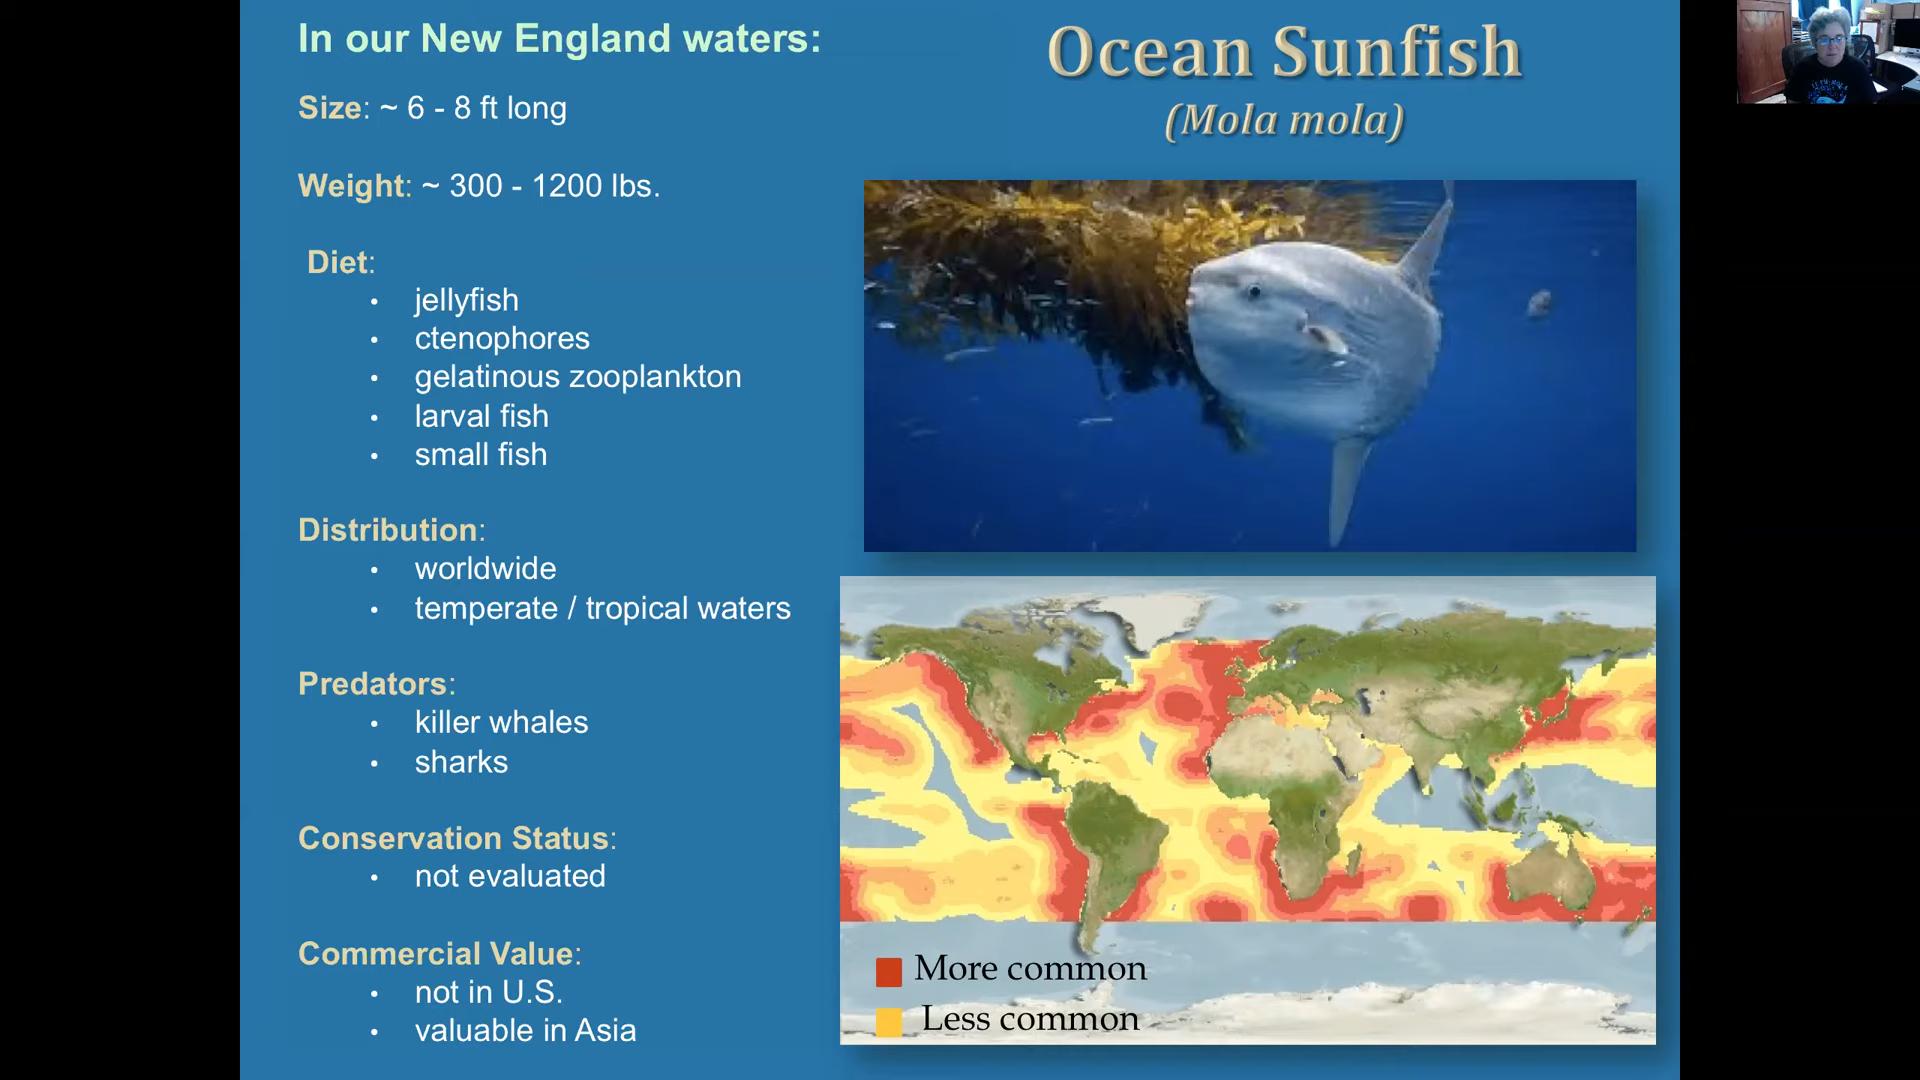 In our New England waters:
Size: ~ 6 - 8 ft long
Weight: ~ 300 - 1200 lbs.
Diet:
• jellyfish
• ctenophores
• gelatinous zooplankton
• larval fish
• small fish
Distribution:
• worldwide
• temperate / tropical waters
Predators:
• killer whales
• sharks
Conservation Status:
• not evaluated
Commercial Value:
• not in U.S.
• valuable in Asia
Ocean Sunfish
(Mola mola)
More common
Less common